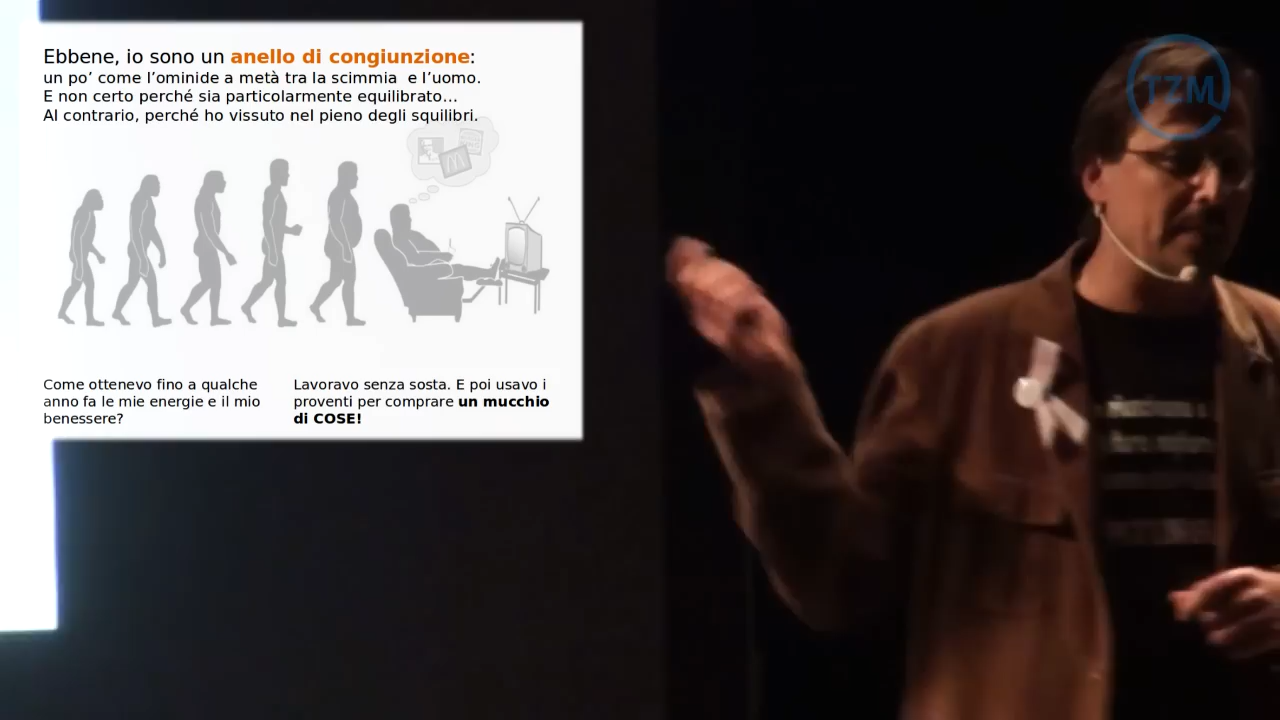 Ebbene, io sono un anello di congiunzione:
un po’ come l’ominide a metà tra la scimmia  e l’uomo.
E non certo perché sia particolarmente equilibrato...
Al contrario, perché ho vissuto nel pieno degli squilibri.
Come ottenevo fino a qualche
anno fa le mie energie e il mio
benessere?
Lavoravo senza sosta. E poi usavo i
proventi per comprare un mucchio
di COSE!
TZM